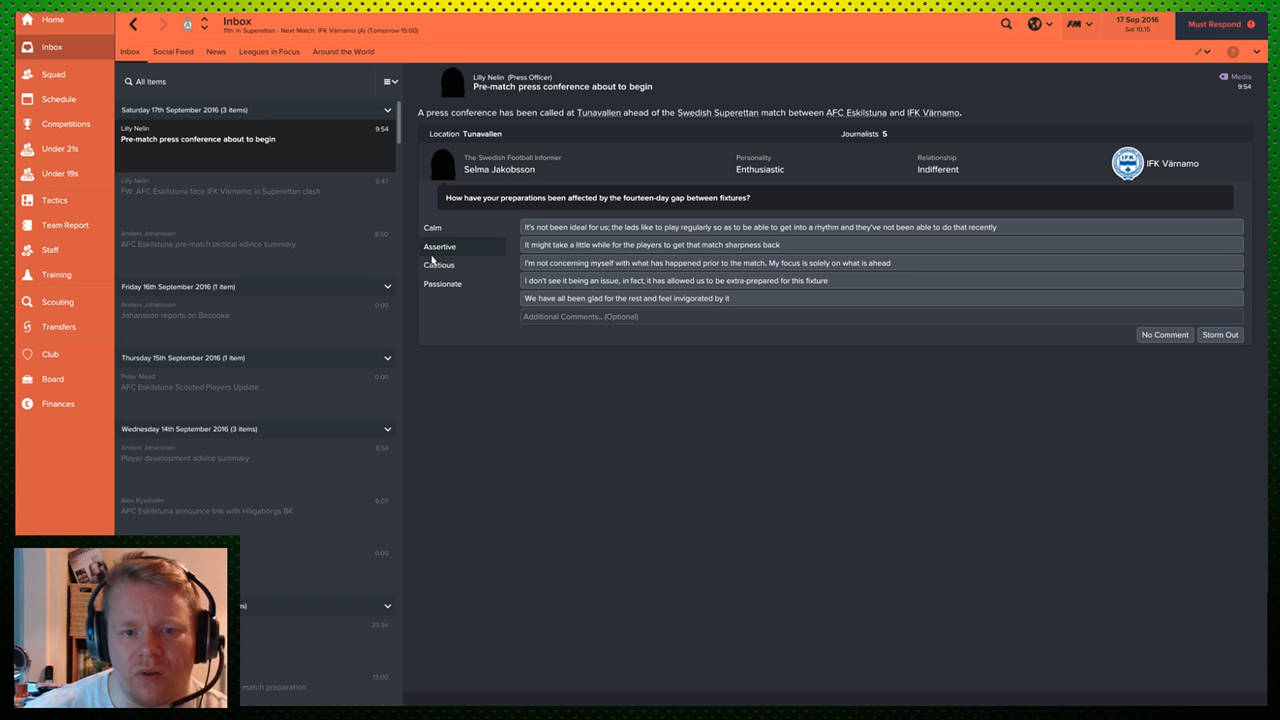 Home
Inbox
11th in Superettan - Next Match: IFK Värnamo (A) (Tomorrow 15:00)
FM
17 Sep 2016
Sat 10:15
Must Respond
Inbox
Squad
Schedule
Competitions
Under 21s
Under 19s
Tactics
Team Report
Staff
Training
Scouting
Transfers
Club
Board
Finances
Inbox
Social Feed
News
Leagues in Focus
Around the World
All Items
Saturday 17th September 2016 (3 items)
Lilly Nelin
9:54
Pre-match press conference about to begin
Lilly Nelin
9:47
FW: AFC Eskilstuna face IFK Värnamo in Superettan clash
Anders Johansson
8:50
AFC Eskilstuna pre-match tactical advice summary
Friday 16th September 2016 (1 item)
Anders Johansson
0:00
Johansson reports on Bazooka
Thursday 15th September 2016 (1 item)
Peter Mead
0:00
AFC Eskilstuna Scouted Players Update
Wednesday 14th September 2016 (3 items)
Anders Johansson
8:54
Player development advice summary
6:07
AFC Eskilstuna announce link with Högaborgs BK
0:00
s)
23:34
13:00
match preparation
Lilly Nelin (Press Officer)
Pre-match press conference about to begin
Media
9:54
A press conference has been called at Tunavallen ahead of the Swedish Superettan match between AFC Eskilstuna and IFK Värnamo.
Location Tunavallen
Journalists 5
The Swedish Football Informer
Selma Jakobsson
Personality
Enthusiastic
Relationship
Indifferent
IFK Värnamo
How have your preparations been affected by the fourteen-day gap between fixtures?
Calm
Assertive
Cautious
Passionate
It's not been ideal for us; the lads like to play regularly so as to be able to get into a rhythm and they've not been able to do that recently
It might take a little while for the players to get that match sharpness back
I'm not concerning myself with what has happened prior to the match. My focus is solely on what is ahead
I don't see it being an issue, in fact, it has allowed us to be extra-prepared for this fixture
We have all been glad for the rest and feel invigorated by it
Additional Comments.. (Optional)
No Comment
Storm Out